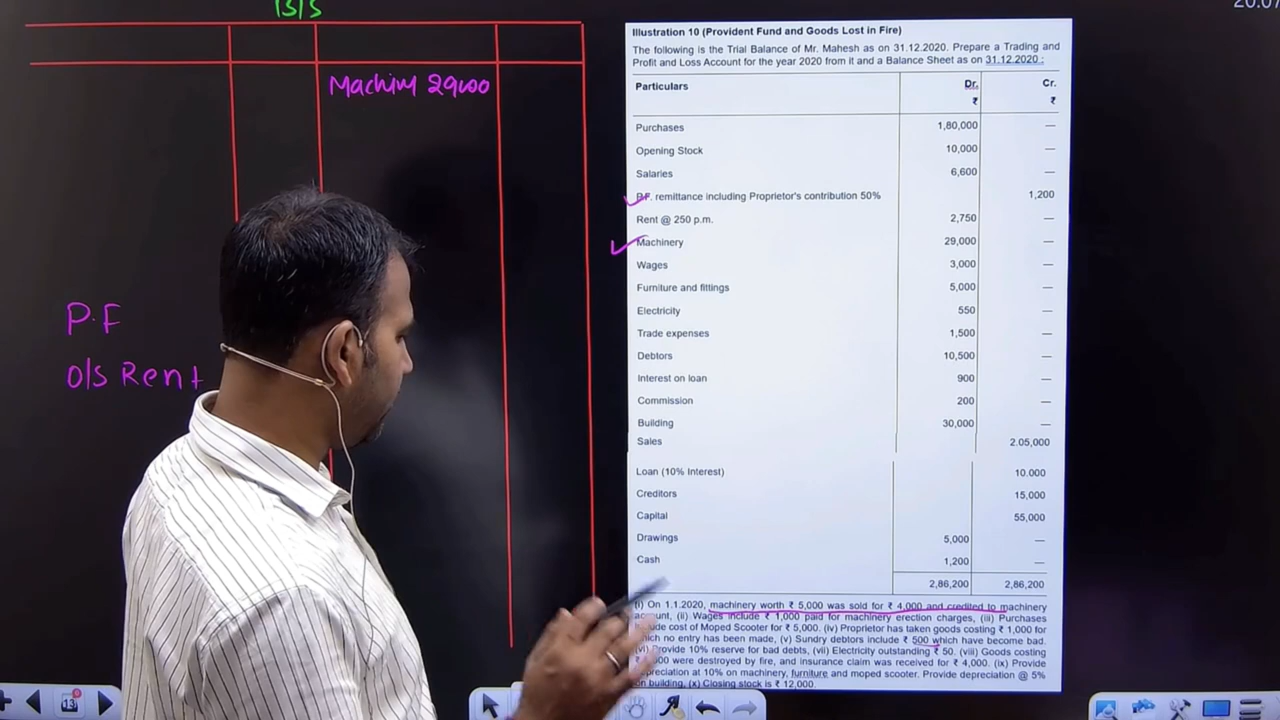 B/S
Machinery 29000
P.F
O/S Rent
Illustration 10 (Provident Fund and Goods Lost in Fire)
The following is the Trial Balance of Mr. Mahesh as on 31.12.2020. Prepare a Trading and
Profit and Loss Account for the year 2020 from it and a Balance Sheet as on 31.12.2020 :
Particulars Dr. Cr.
₹ ₹
Purchases 1,80,000 —
Opening Stock 10,000 —
Salaries 6,600 —
P.F. remittance including Proprietor's contribution 50% 1,200
Rent @ 250 p.m. 2,750 —
Machinery 29,000 —
Wages 3,000 —
Furniture and fittings 5,000 —
Electricity 550 —
Trade expenses 1,500 —
Debtors 10,500 —
Interest on loan 900 —
Commission 200 —
Building 30,000 —
Sales 2.05,000
Loan (10% Interest) 10.000
Creditors 15,000
Capital 55,000
Drawings 5,000 —
Cash 1,200 —
2,86,200 2,86,200
(i) On 1.1.2020, machinery worth ₹ 5,000 was sold for ₹ 4,000 and credited to machinery
account, (ii) Wages include ₹ 1,000 paid for machinery erection charges, (iii) Purchases
cost of Moped Scooter for ₹ 5,000. (iv) Proprietor has taken goods costing ₹ 1,000 for
no entry has been made, (v) Sundry debtors include ₹ 500 which have become bad.
Provide 10% reserve for bad debts, (vii) Electricity outstanding ₹ 50. (viii) Goods costing
were destroyed by fire, and insurance claim was received for ₹ 4,000. (ix) Provide
at 10% on machinery, furniture and moped scooter. Provide depreciation @ 5%
on building, (x) Closing stock is ₹ 12,000.
13